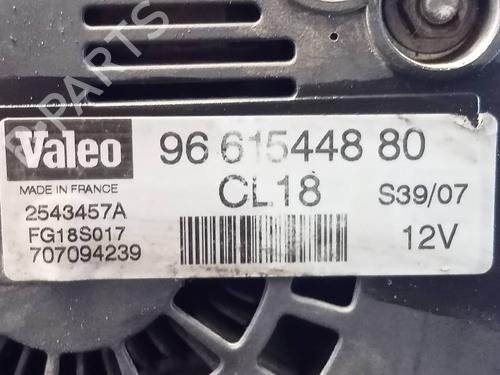 Valeo
96 615448 80
MADE IN FRANCE
CL18
S39/07
2543457A
FG18S017
12V
707094239